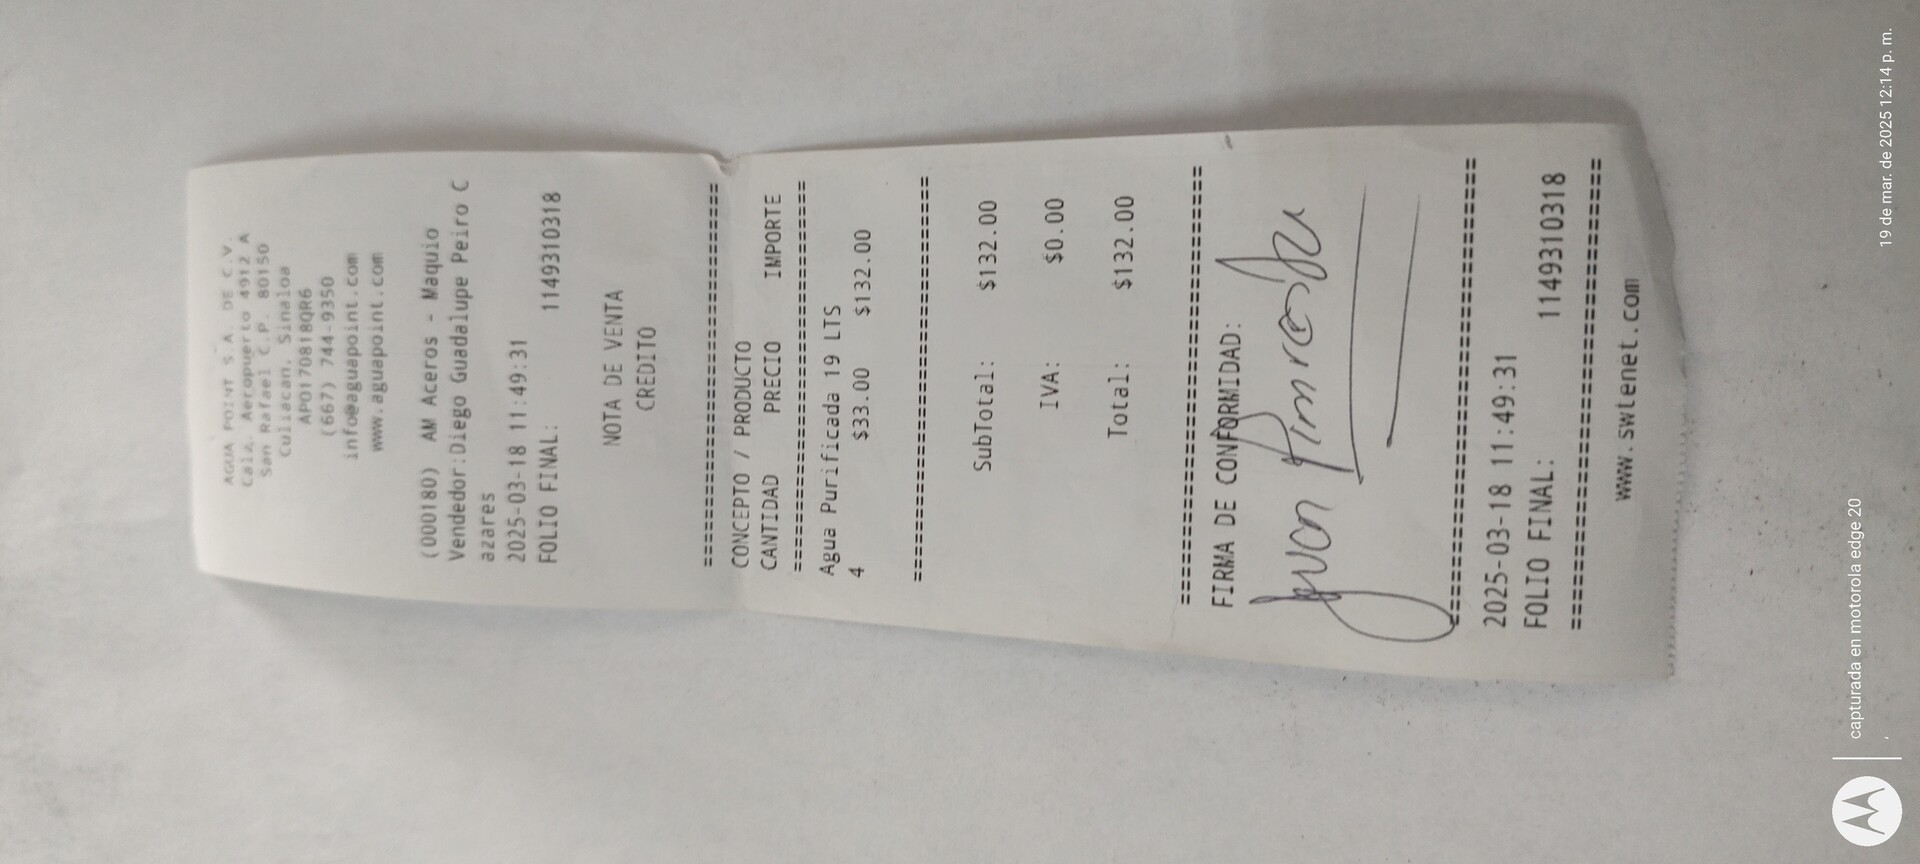 AGUA POINT S.A. DE C.V.
Calz. Aeropuerto 4912 A
San Rafael C.P. 80150
Culiacan, Sinaloa
APO170818QR6
(667) 744-9350
info@aguapoint.com
www.aguapoint.com
(000180) AM Aceros - Maquio
Vendedor:Diego Guadalupe Peiro C
azares
2025-03-18 11:49:31
FOLIO FINAL: 1149310318
NOTA DE VENTA
CREDITO
CONCEPTO / PRODUCTO
CANTIDAD PRECIO IMPORTE
Agua Purificada 19 LTS
4 $33.00 $132.00
SubTotal: $132.00
IVA: $0.00
Total: $132.00
FIRMA DE CONFORMIDAD:
Juan
2025-03-18 11:49:31
FOLIO FINAL: 1149310318
www.swtenet.com
capturada en motorola edge 20
19 de mar. de 2025 12:14 p. m.